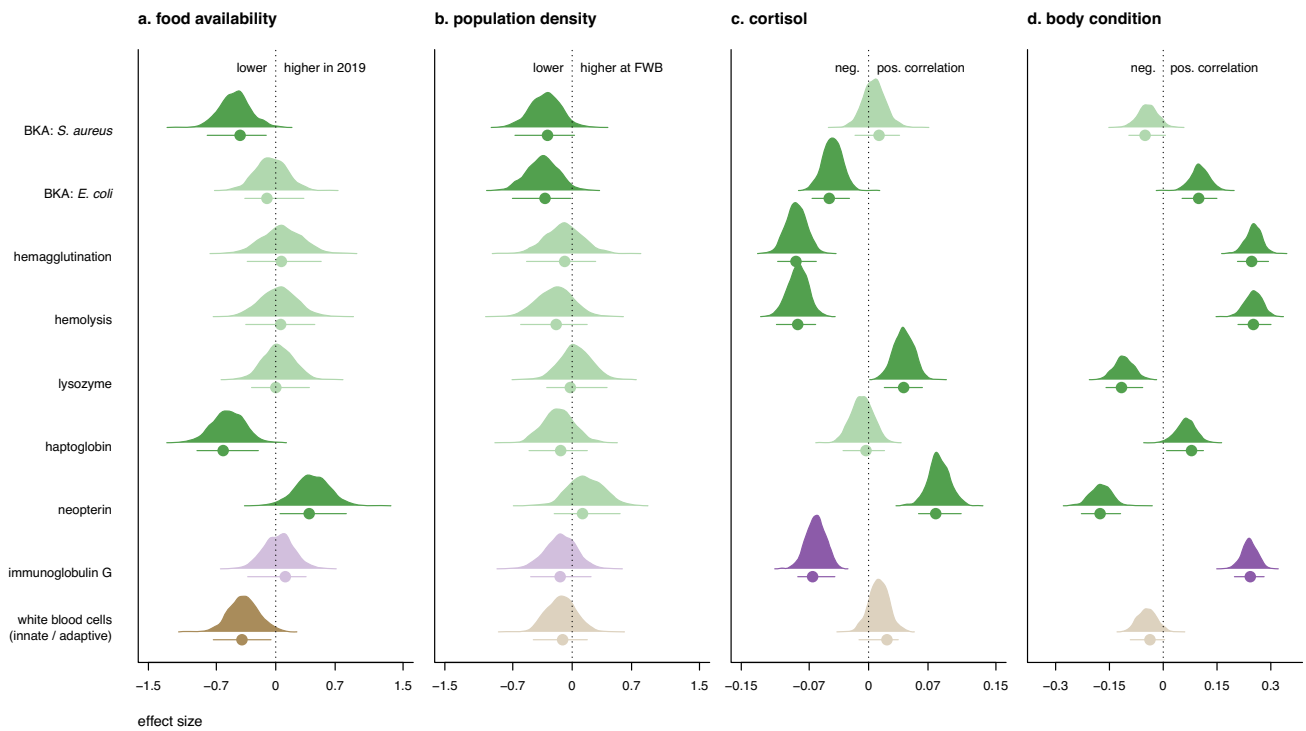 a. food availability
b. population density
c. cortisol
d. body condition
lower higher in 2019
lower higher at FWB
neg. pos. correlation
neg. pos. correlation
BKA: S. aureus
BKA: E. coli
hemagglutination
hemolysis
lysozyme
haptoglobin
neopterin
immunoglobulin G
white blood cells
(innate / adaptive)
−1.5 −0.7 0 0.7 1.5
−1.5 −0.7 0 0.7 1.5
−0.15 −0.07 0 0.07 0.15
−0.3 −0.15 0 0.15 0.3
effect size